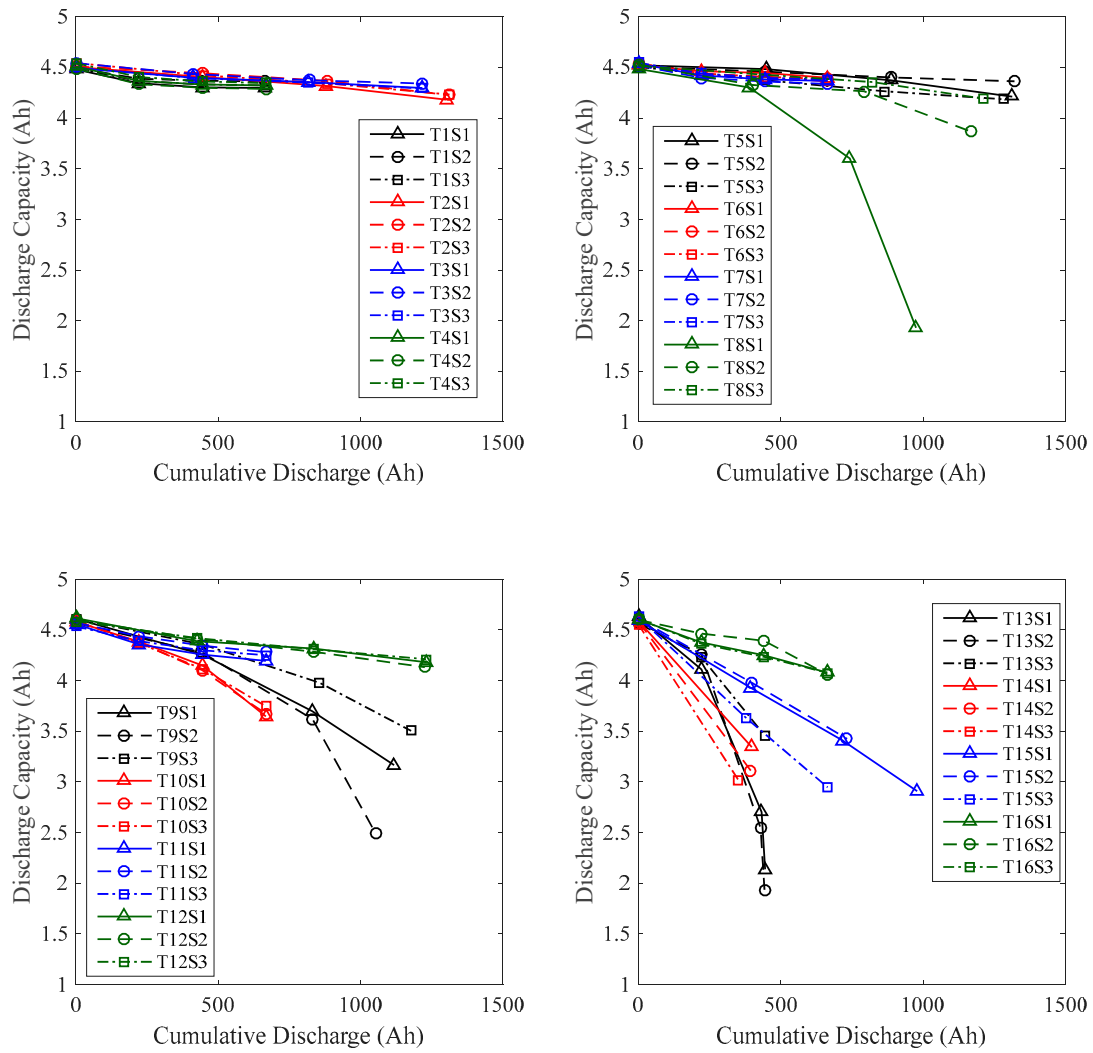 5
4.5
4
3.5
3
2.5
2
1.5
1
Discharge Capacity (Ah)
T1S1
T1S2
T1S3
T2S1
T2S2
T2S3
T3S1
T3S2
T3S3
T4S1
T4S2
T4S3
0 500 1000 1500
Cumulative Discharge (Ah)
5
4.5
4
3.5
3
2.5
2
1.5
1
Discharge Capacity (Ah)
T5S1
T5S2
T5S3
T6S1
T6S2
T6S3
T7S1
T7S2
T7S3
T8S1
T8S2
T8S3
0 500 1000 1500
Cumulative Discharge (Ah)
5
4.5
4
3.5
3
2.5
2
1.5
1
Discharge Capacity (Ah)
T9S1
T9S2
T9S3
T10S1
T10S2
T10S3
T11S1
T11S2
T11S3
T12S1
T12S2
T12S3
0 500 1000 1500
Cumulative Discharge (Ah)
5
4.5
4
3.5
3
2.5
2
1.5
1
Discharge Capacity (Ah)
T13S1
T13S2
T13S3
T14S1
T14S2
T14S3
T15S1
T15S2
T15S3
T16S1
T16S2
T16S3
0 500 1000 1500
Cumulative Discharge (Ah)